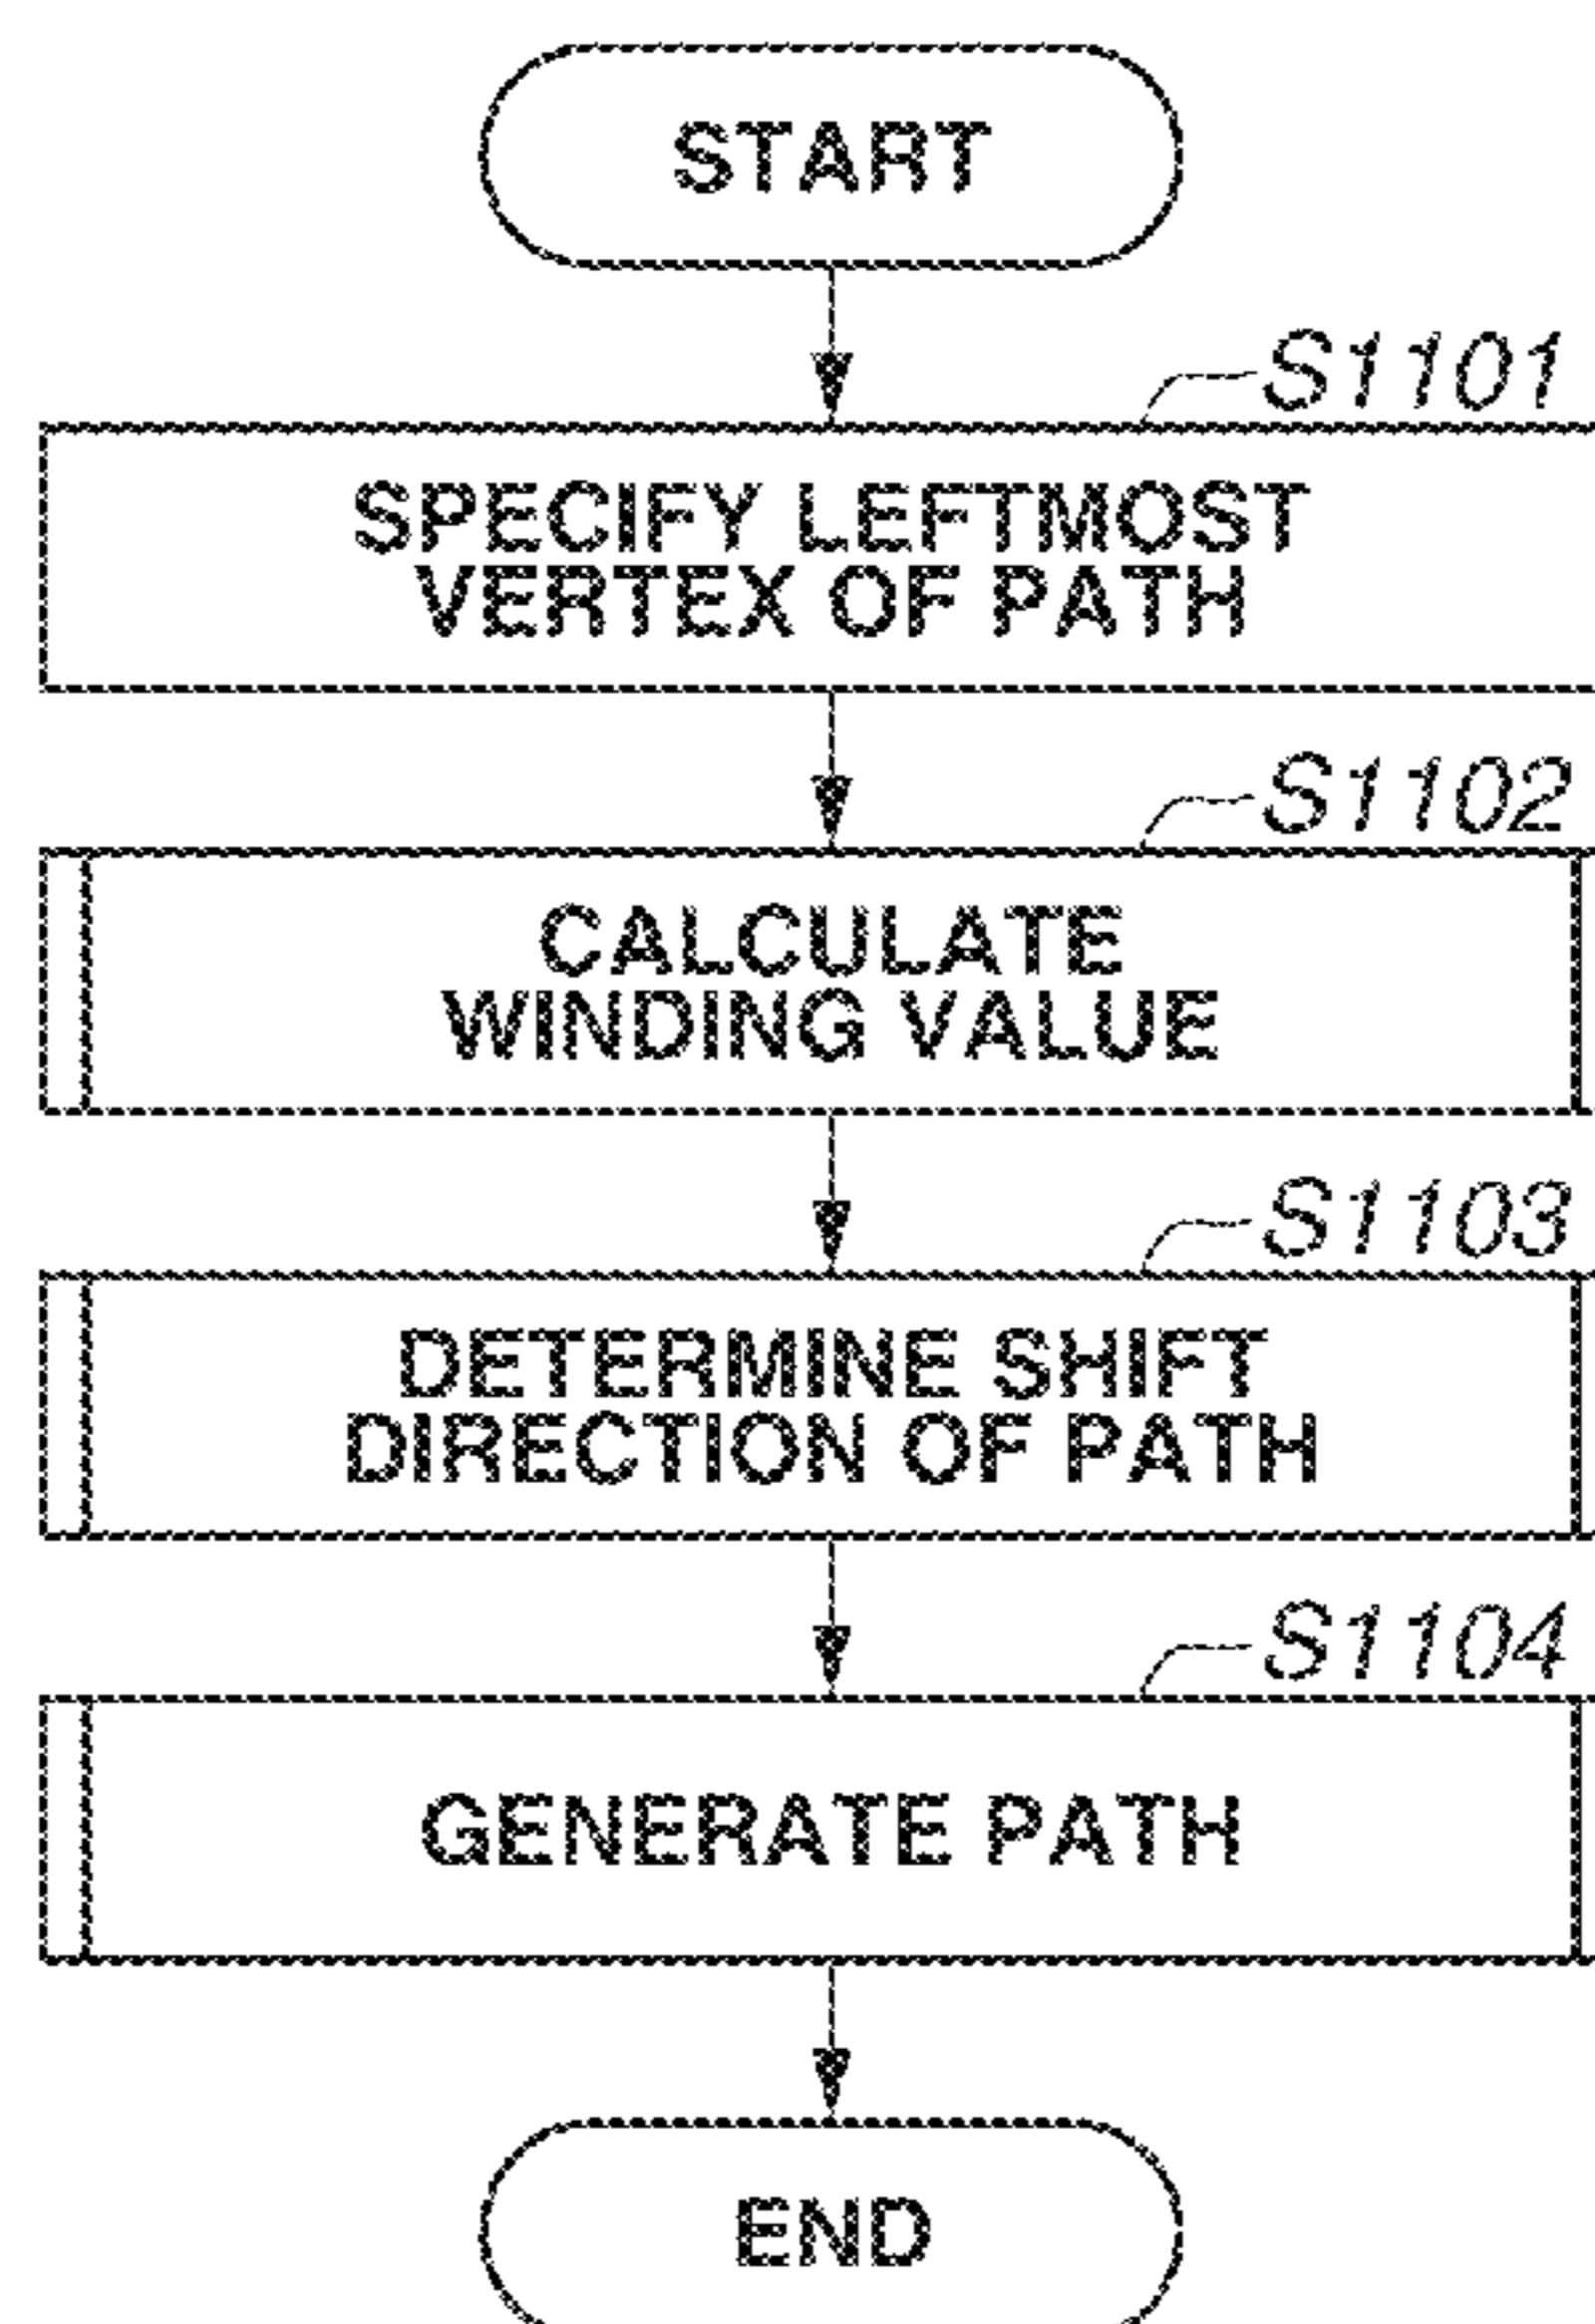 START
S1101
SPECIFY LEFTMOST
VERTEX OF PATH
S1102
CALCULATE
WINDING VALUE
S1103
DETERMINE SHIFT
DIRECTION OF PATH
S1104
GENERATE PATH
END